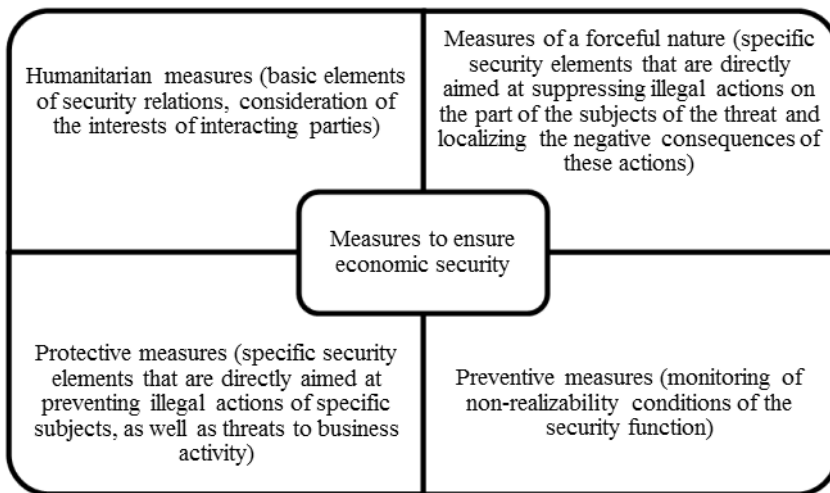 Humanitarian measures (basic elements
of security relations, consideration of
the interests of interacting parties)
Measures of a forceful nature (specific
security elements that are directly
aimed at suppressing illegal actions on
the part of the subjects of the threat and
localizing the negative consequences of
these actions)
Measures to ensure
economic security
Protective measures (specific security
elements that are directly aimed at
preventing illegal actions of specific
subjects, as well as threats to business
activity)
Preventive measures (monitoring of
non-realizability conditions of the
security function)